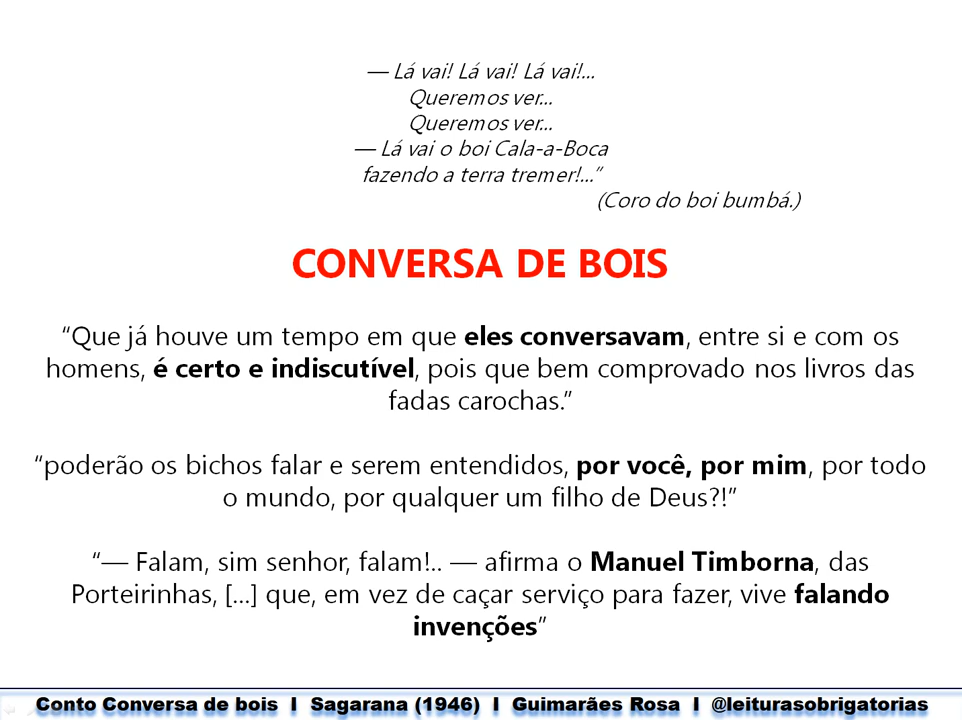 — Lá vai! Lá vai! Lá vai!...
Queremos ver...
Queremos ver...
— Lá vai o boi Cala-a-Boca
fazendo a terra tremer!...”
(Coro do boi bumbá.)
CONVERSA DE BOIS
“Que já houve um tempo em que eles conversavam, entre si e com os
homens, é certo e indiscutível, pois que bem comprovado nos livros das
fadas carochas.”
“poderão os bichos falar e serem entendidos, por você, por mim, por todo
o mundo, por qualquer um filho de Deus?!”
“— Falam, sim senhor, falam!.. — afirma o Manuel Timborna, das
Porteirinhas, [...] que, em vez de caçar serviço para fazer, vive falando
invenções”
Conto Conversa de bois I Sagarana (1946) I Guimarães Rosa I @leiturasobrigatorias